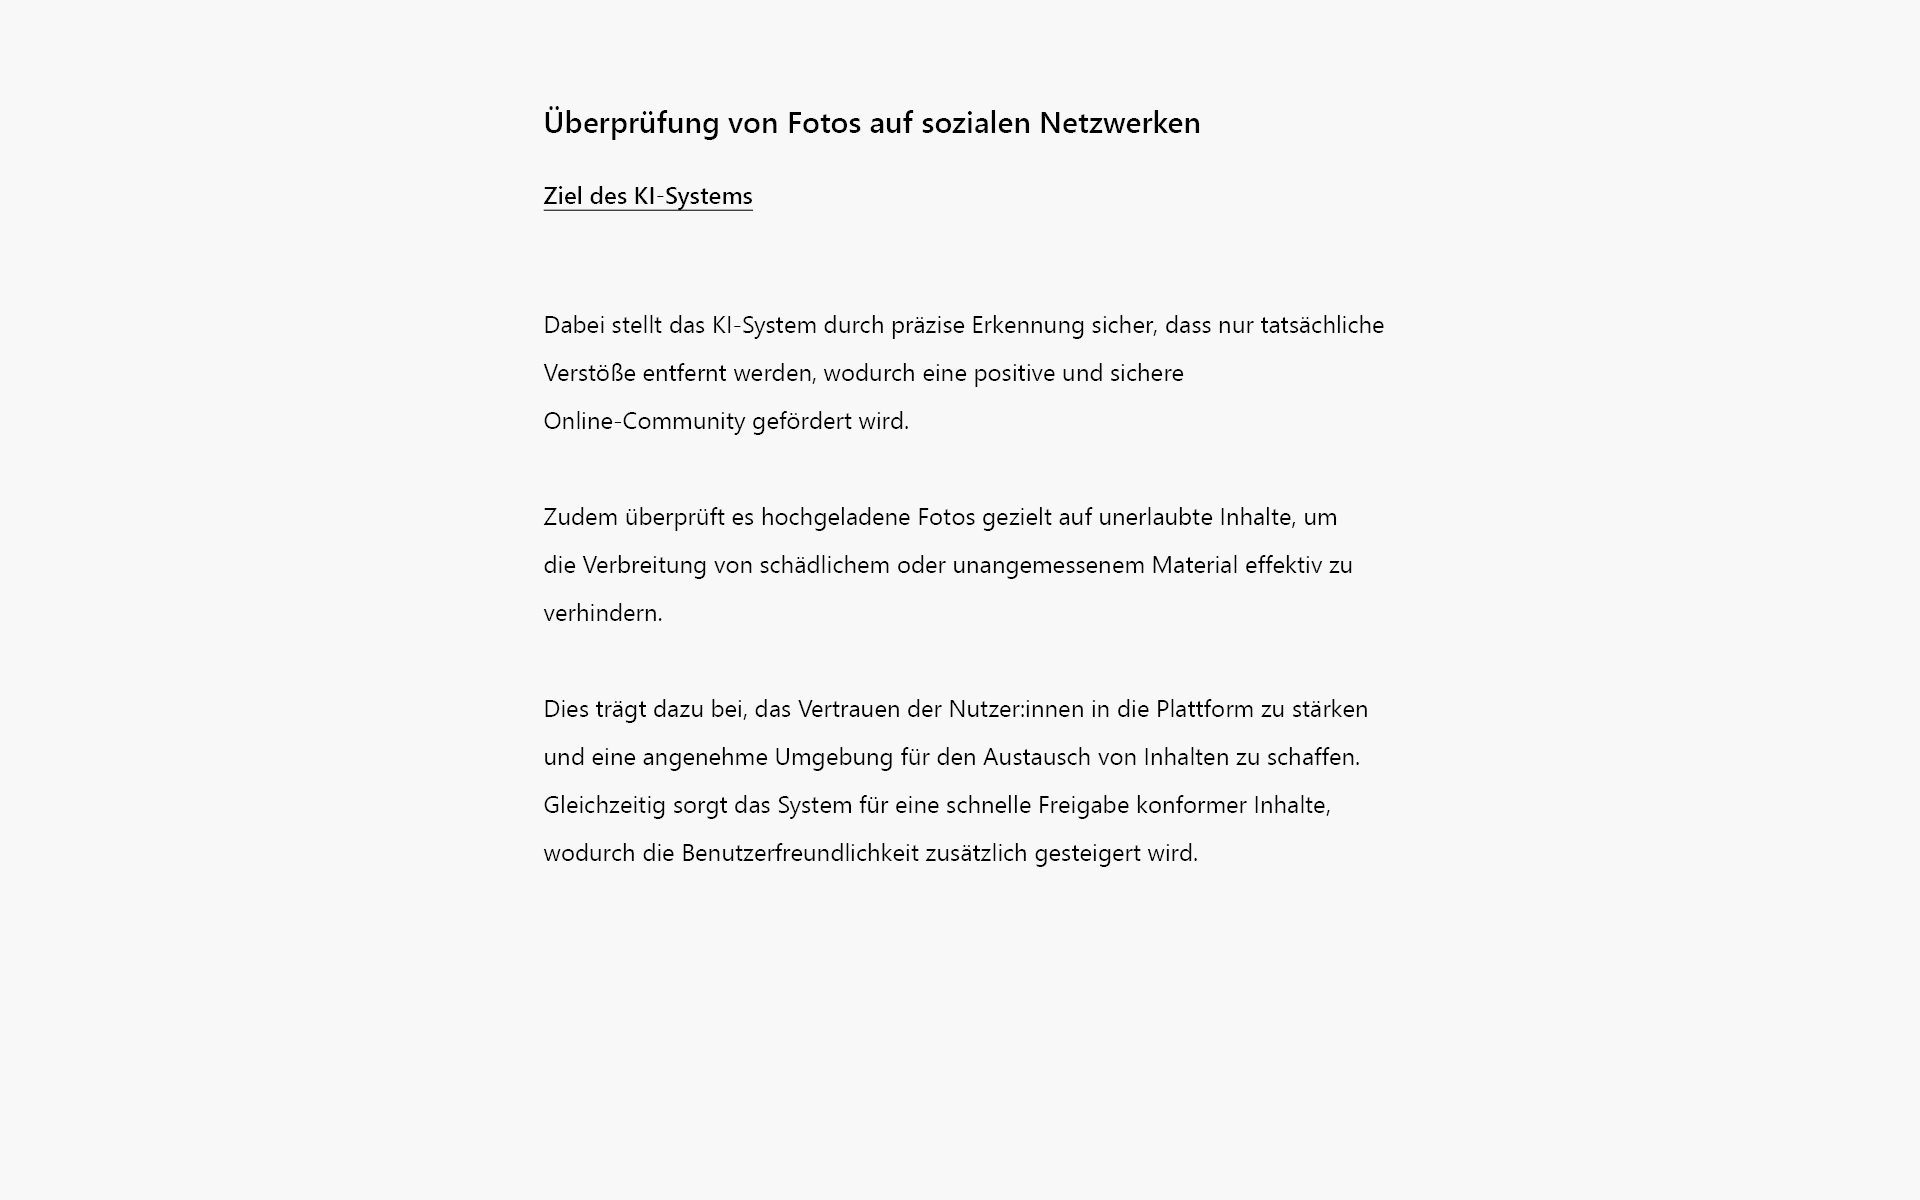 Überprüfung von Fotos auf sozialen Netzwerken
Ziel des KI-Systems
Dabei stellt das KI-System durch präzise Erkennung sicher, dass nur tatsächliche
Verstöße entfernt werden, wodurch eine positive und sichere
Online-Community gefördert wird.
Zudem überprüft es hochgeladene Fotos gezielt auf unerlaubte Inhalte, um
die Verbreitung von schädlichem oder unangemessenem Material effektiv zu
verhindern.
Dies trägt dazu bei, das Vertrauen der Nutzer:innen in die Plattform zu stärken
und eine angenehme Umgebung für den Austausch von Inhalten zu schaffen.
Gleichzeitig sorgt das System für eine schnelle Freigabe konformer Inhalte,
wodurch die Benutzerfreundlichkeit zusätzlich gesteigert wird.